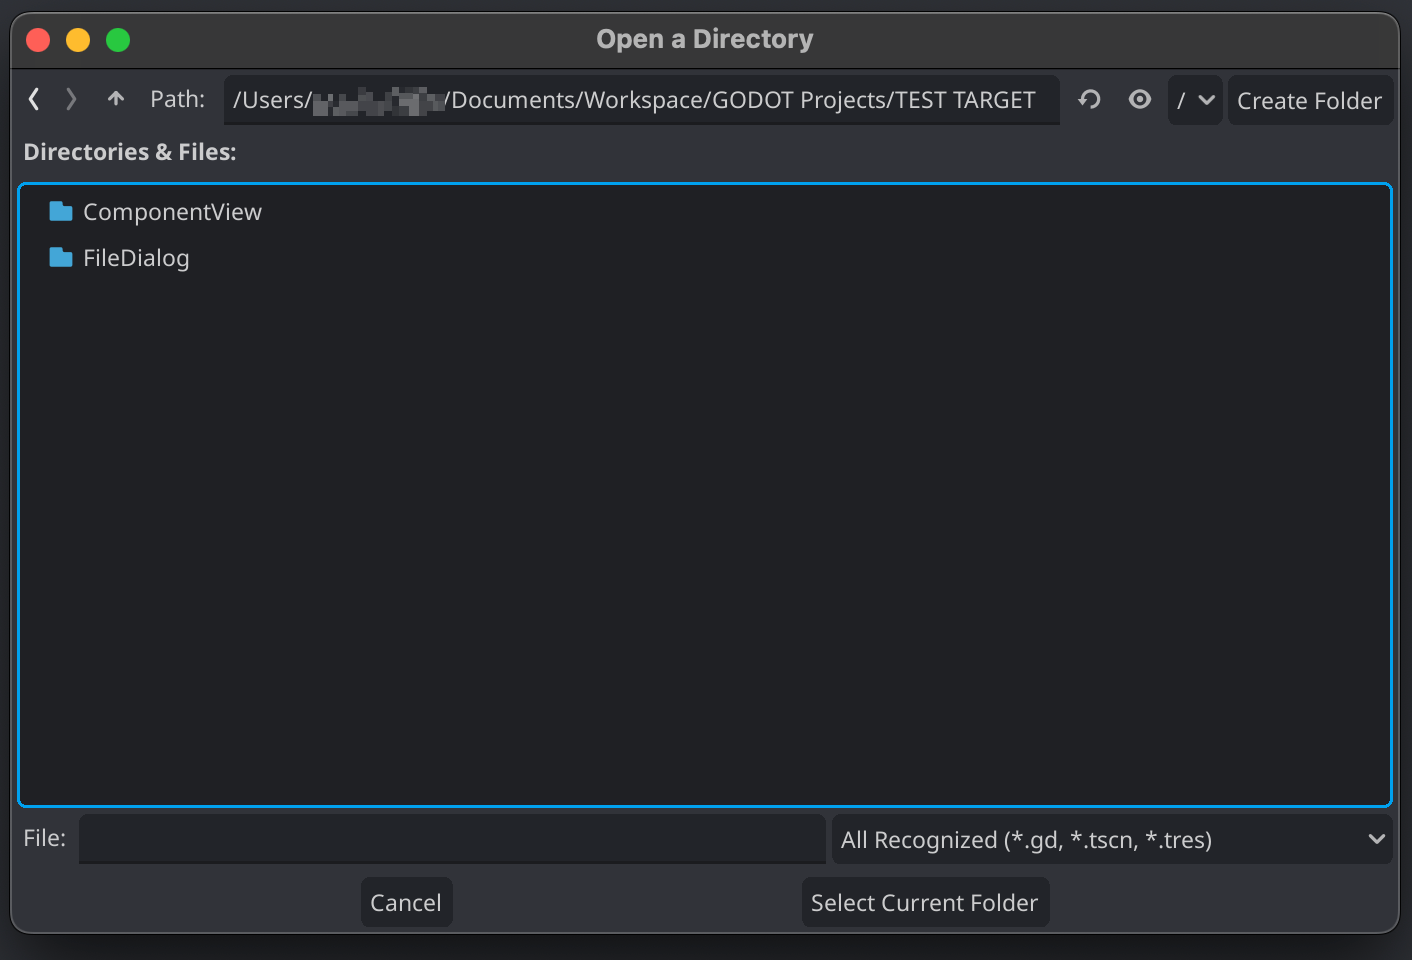 Open a Directory
Path: /Users/ /Documents/Workspace/GODOT Projects/TEST TARGET / Create Folder
Directories & Files:
ComponentView
FileDialog
File: All Recognized (*.gd, *.tscn, *.tres)
Cancel Select Current Folder